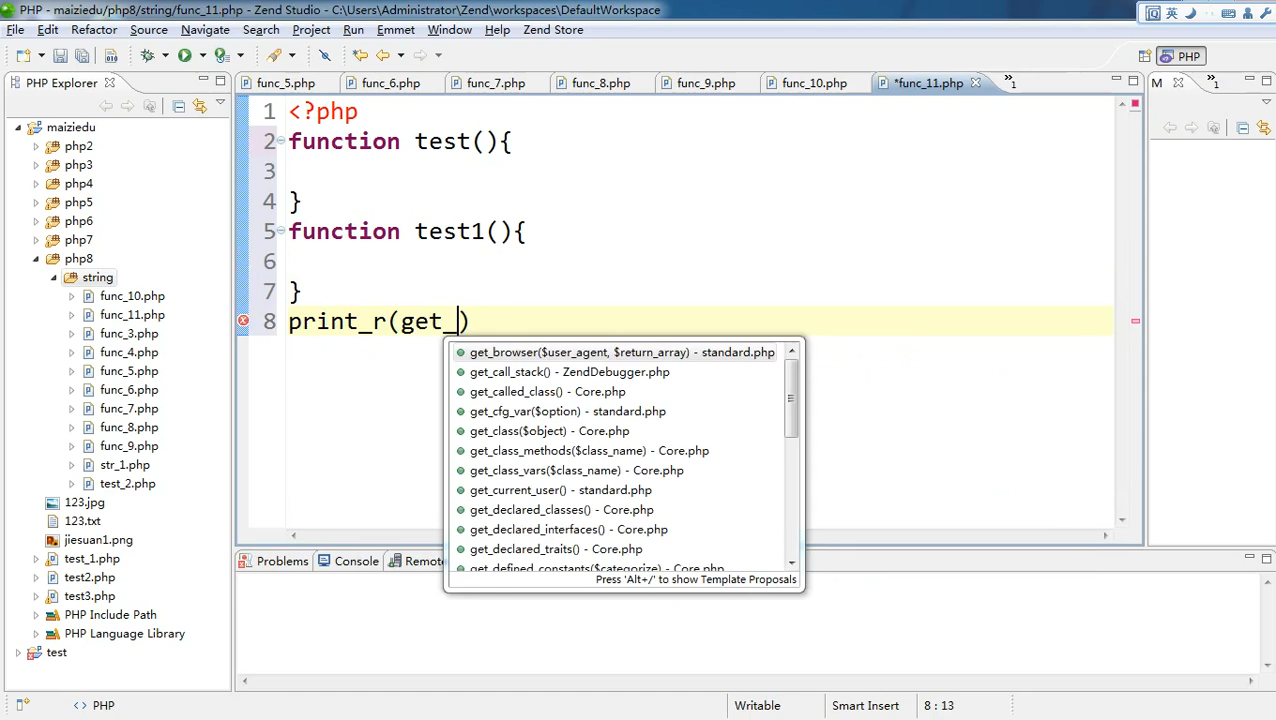 PHP - maiziedu/php8/string/func_11.php - Zend Studio - C:\Users\Administrator\Zend\workspaces\DefaultWorkspace
英
File Edit Refactor Source Navigate Search Project Run Emmet Window Help Zend Store
PHP
PHP Explorer
func_5.php func_6.php func_7.php func_8.php func_9.php func_10.php *func_11.php »1
M »1
maiziedu
php2
php3
php4
php5
php6
php7
php8
string
func_10.php
func_11.php
func_3.php
func_4.php
func_5.php
func_6.php
func_7.php
func_8.php
func_9.php
str_1.php
test_2.php
123.jpg
123.txt
jiesuan1.png
test_1.php
test2.php
test3.php
PHP Include Path
PHP Language Library
test
1 <?php
2 function test(){
3
4 }
5 function test1(){
6
7 }
8 print_r(get_)
get_browser($user_agent, $return_array) - standard.php
get_call_stack() - ZendDebugger.php
get_called_class() - Core.php
get_cfg_var($option) - standard.php
get_class($object) - Core.php
get_class_methods($class_name) - Core.php
get_class_vars($class_name) - Core.php
get_current_user() - standard.php
get_declared_classes() - Core.php
get_declared_interfaces() - Core.php
get_declared_traits() - Core.php
get_defined_constants($categorize) - Core.php
Press 'Alt+/' to show Template Proposals
Problems Console Remot
PHP
Writable Smart Insert 8 : 13